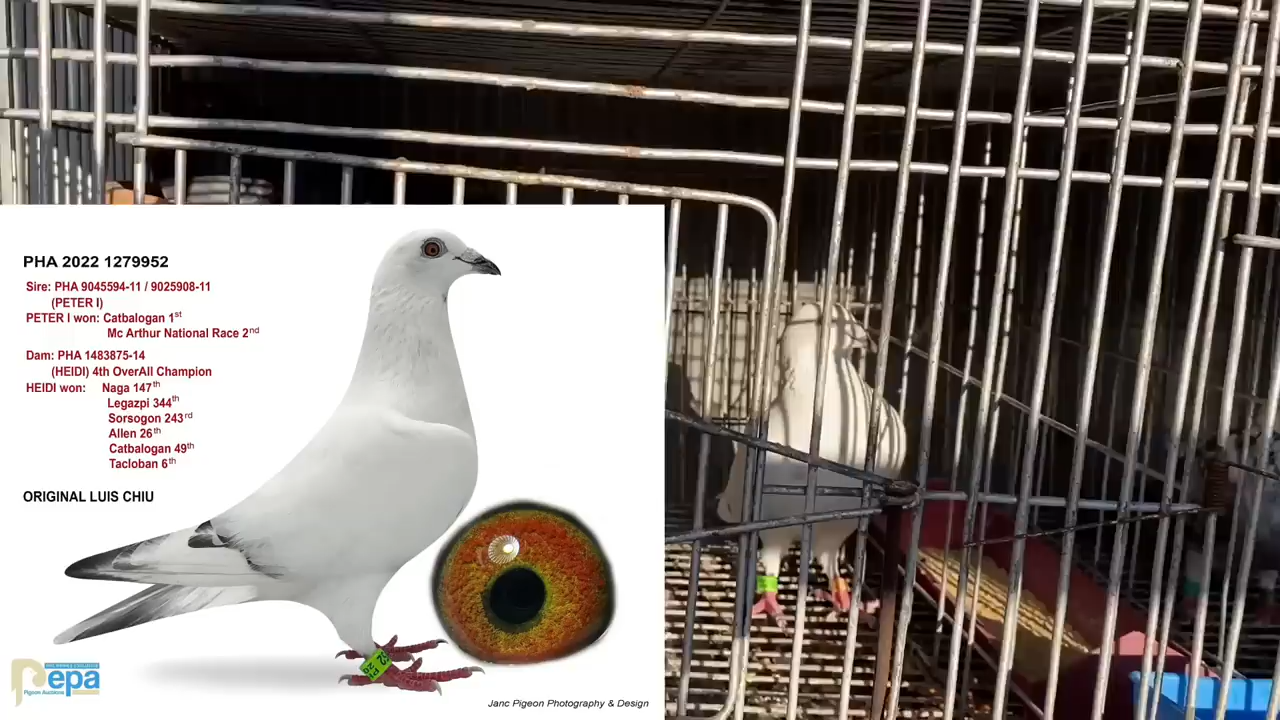 PHA 2022 1279952
Sire: PHA 9045594-11 / 9025908-11
(PETER I)
PETER I won: Catbalogan 1st
Mc Arthur National Race 2nd
Dam: PHA 1483875-14
(HEIDI) 4th OverAll Champion
HEIDI won: Naga 147th
Legazpi 344th
Sorsogon 243rd
Allen 26th
Catbalogan 49th
Tacloban 6th
ORIGINAL LUIS CHIU
Pepa
Pigeon Auctions
Janc Pigeon Photography & Design